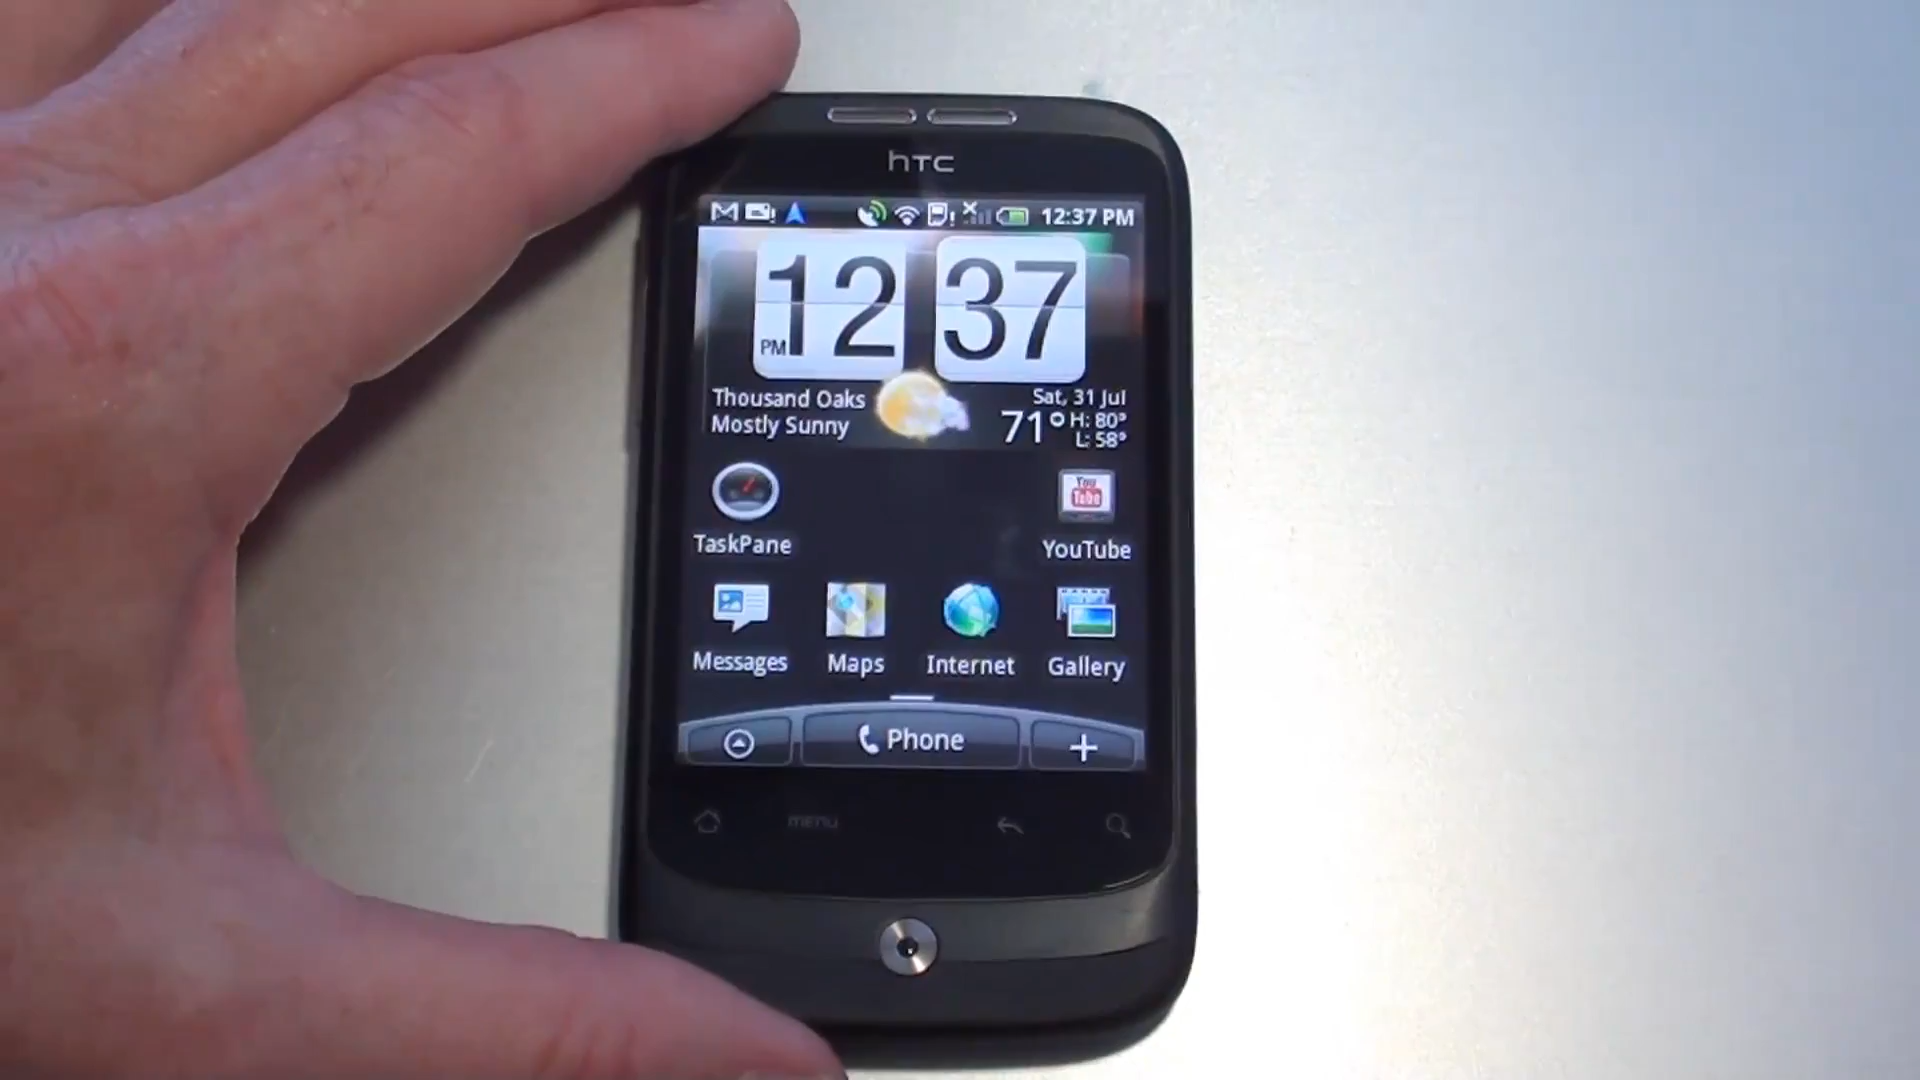 hTC
12:37 PM
12 37
PM
Thousand Oaks
Mostly Sunny
Sat, 31 Jul
71° H: 80°
L: 58°
TaskPane
YouTube
Messages Maps Internet Gallery
Phone
menu